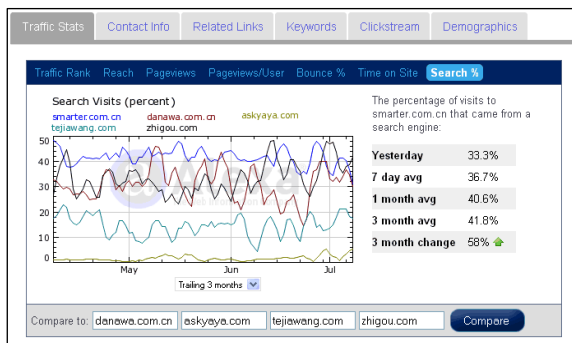 Traffic Stats Contact Info Related Links Keywords Clickstream Demographics
Traffic Rank Reach Pageviews Pageviews/User Bounce % Time on Site Search %
Search Visits (percent)
smarter.com.cn danawa.com.cn askyaya.com
tejiawang.com zhigou.com
50
40
30
20
10
0
May Jun Jul
Trailing 3 months
The percentage of visits to
smarter.com.cn that came from a
search engine:
Yesterday 33.3%
7 day avg 36.7%
1 month avg 40.6%
3 month avg 41.8%
3 month change 58%
Compare to: danawa.com.cn askyaya.com tejiawang.com zhigou.com Compare